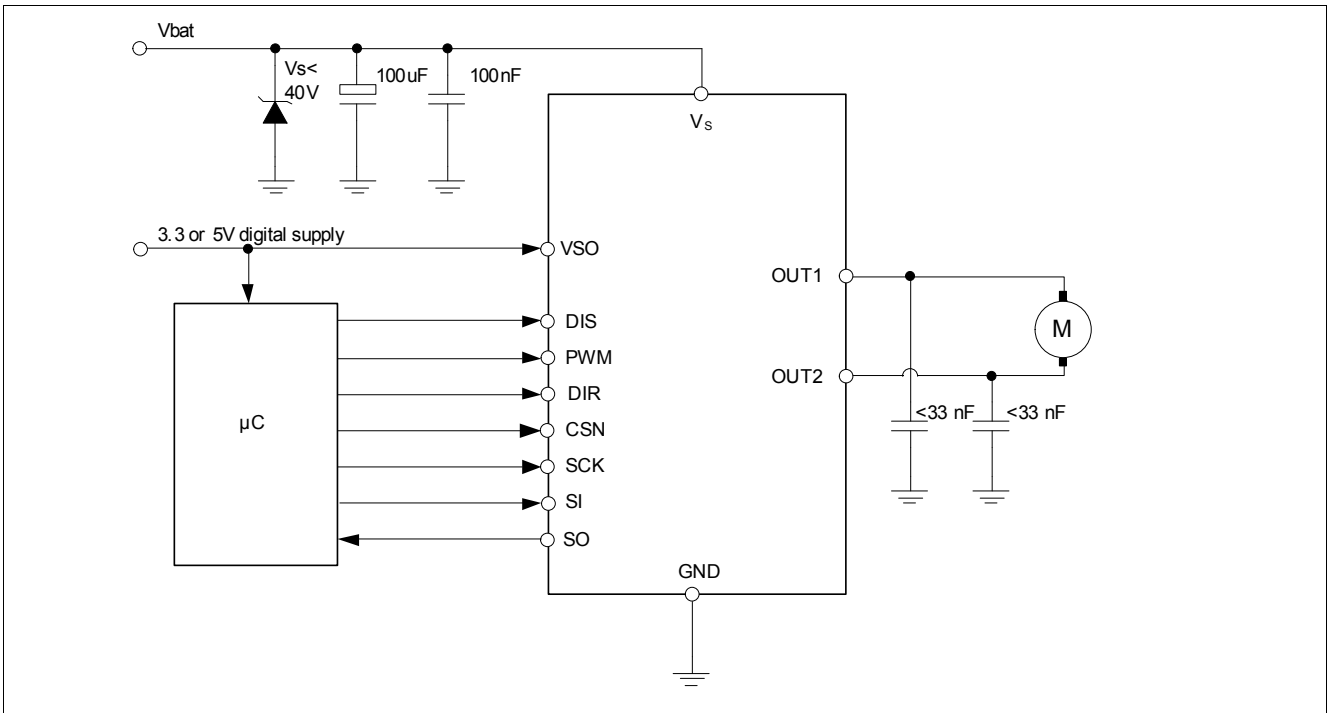 Vbat
Vs<
40V
100uF
100nF
VS
3.3 or 5V digital supply
VSO
OUT1
DIS
M
PWM
OUT2
DIR
<33 nF
<33 nF
µC
CSN
SCK
SI
SO
GND